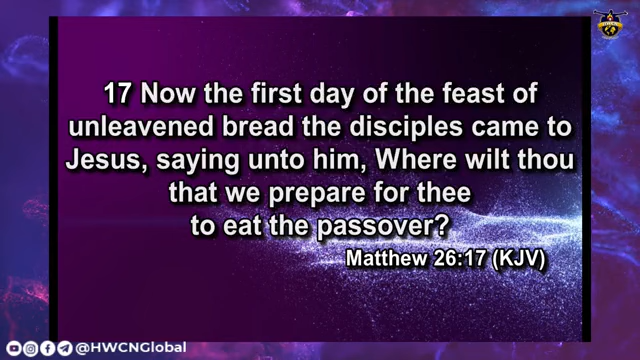 17 Now the first day of the feast of
unleavened bread the disciples came to
Jesus, saying unto him, Where wilt thou
that we prepare for thee
to eat the passover?
Matthew 26:17 (KJV)
@HWCNGlobal